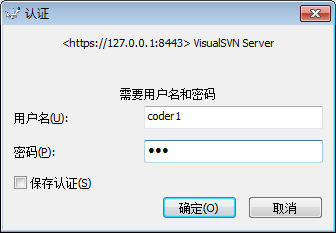 认证
<https://127.0.0.1:8443> VisualSVN Server
需要用户名和密码
用户名(U):
coder1
密码(P):
●●●
保存认证(S)
确定(O)
取消